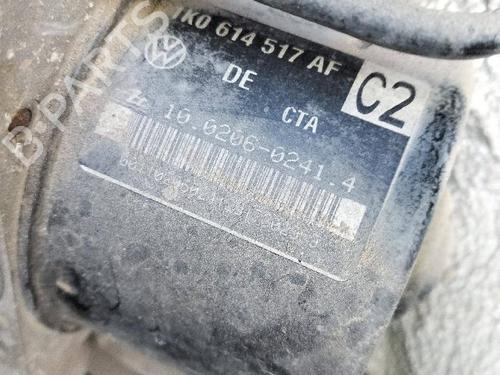 1K0 614 517 AF
DE
C2
CTA
10.0206-0241.4
B PARTS